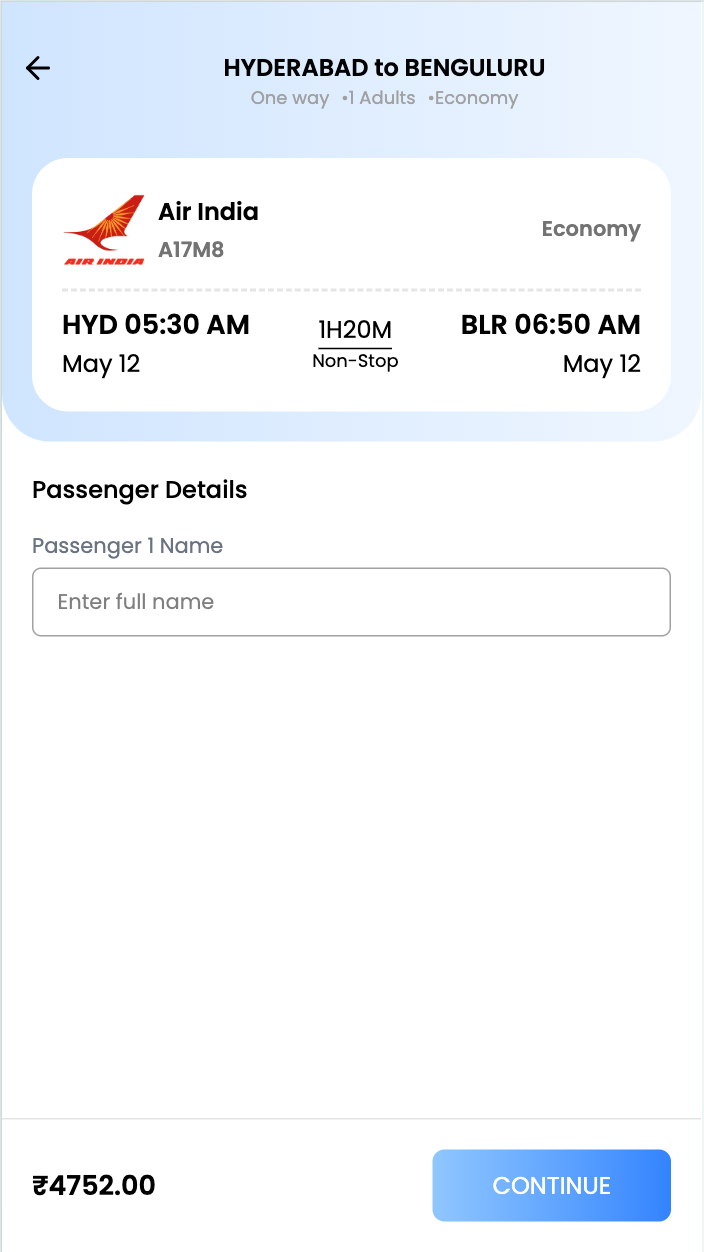 HYDERABAD to BENGULURU
One way •1 Adults •Economy
Air India
A17M8
AIR INDIA
Economy
HYD 05:30 AM
1H20M
BLR 06:50 AM
May 12
Non-Stop
May 12
Passenger Details
Passenger 1 Name
Enter full name
₹4752.00
CONTINUE